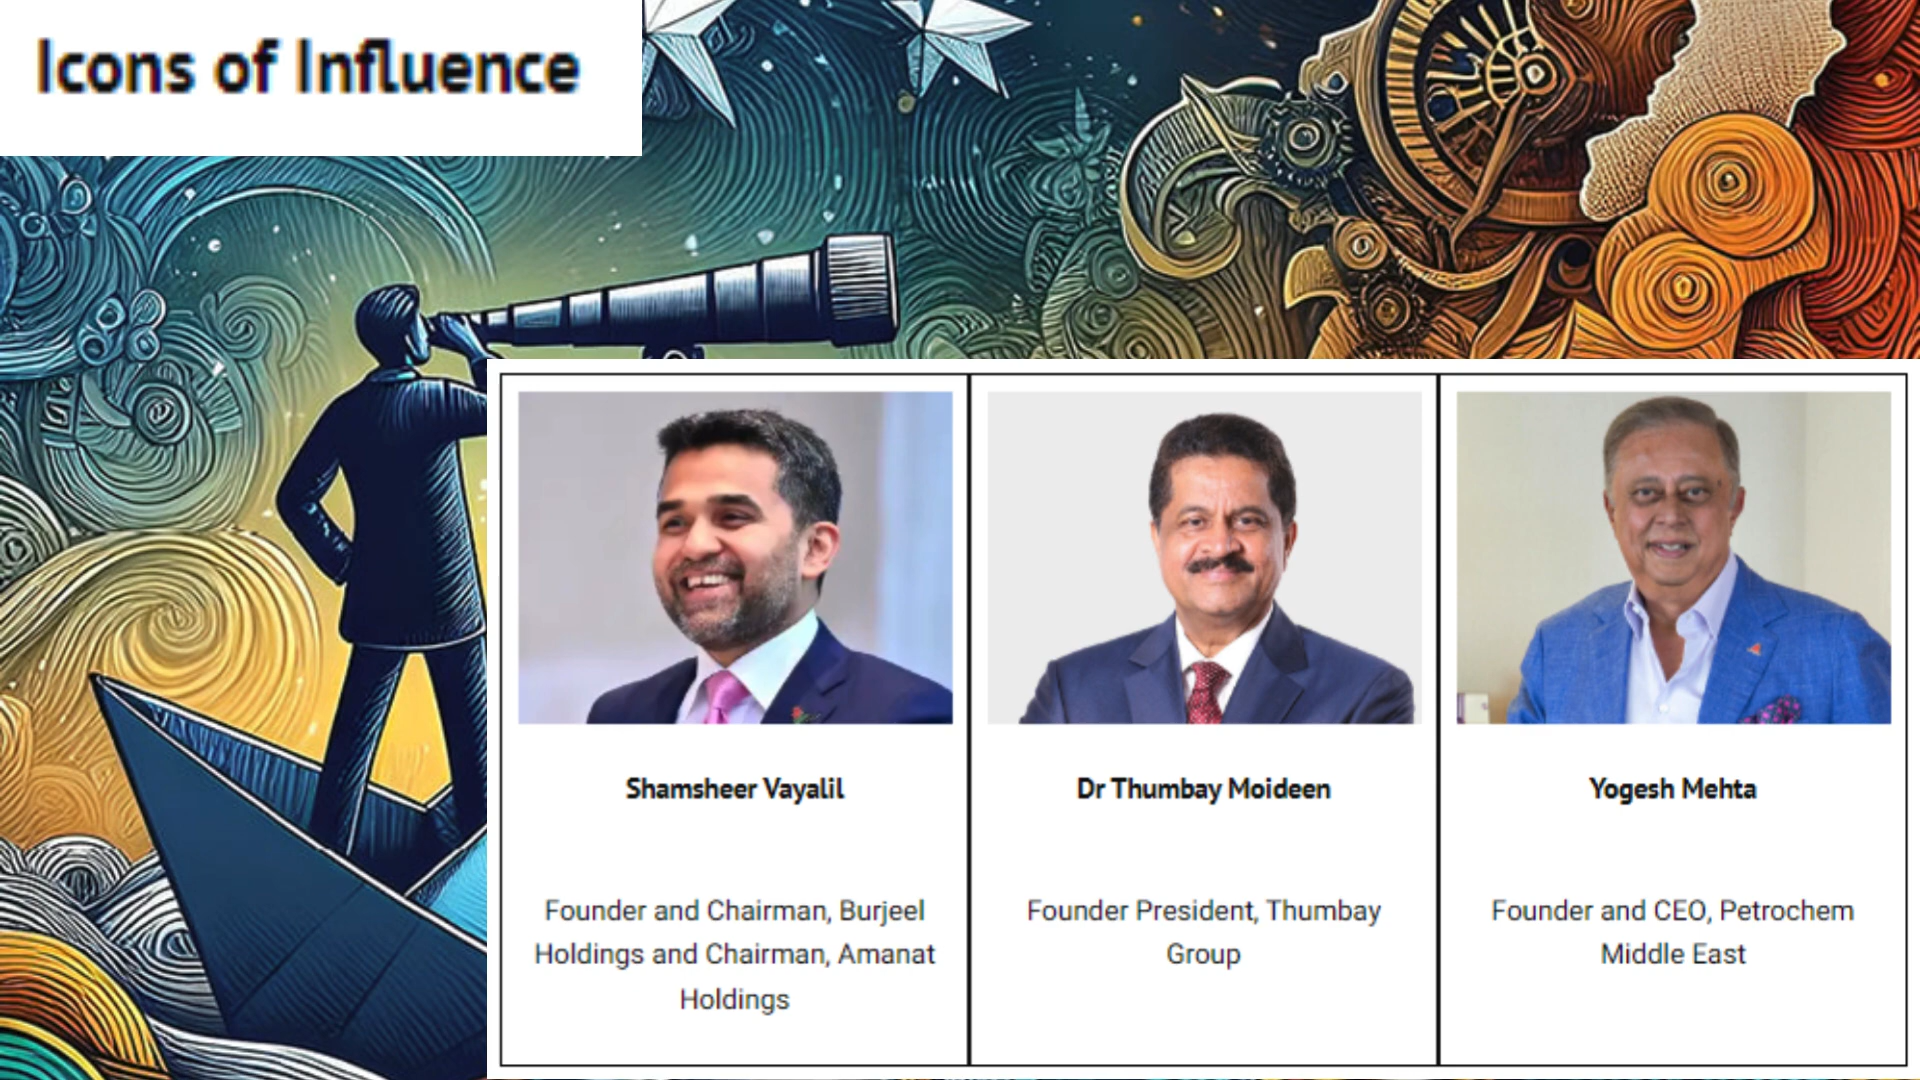 Icons of Influence
Shamsheer Vayalil
Founder and Chairman, Burjeel
Holdings and Chairman, Amanat
Holdings
Dr Thumbay Moideen
Founder President, Thumbay
Group
Yogesh Mehta
Founder and CEO, Petrochem
Middle East